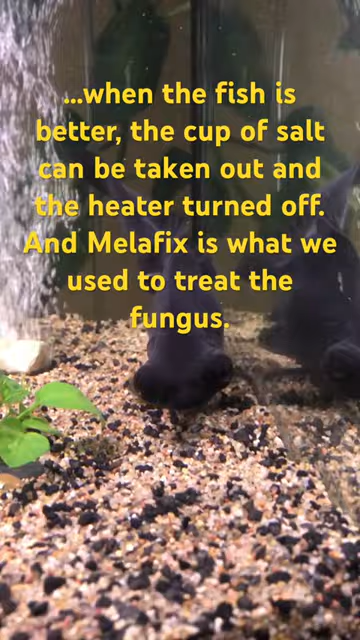 ...when the fish is
better, the cup of salt
can be taken out and
the heater turned off.
And Melafix is what we
used to treat the
fungus.